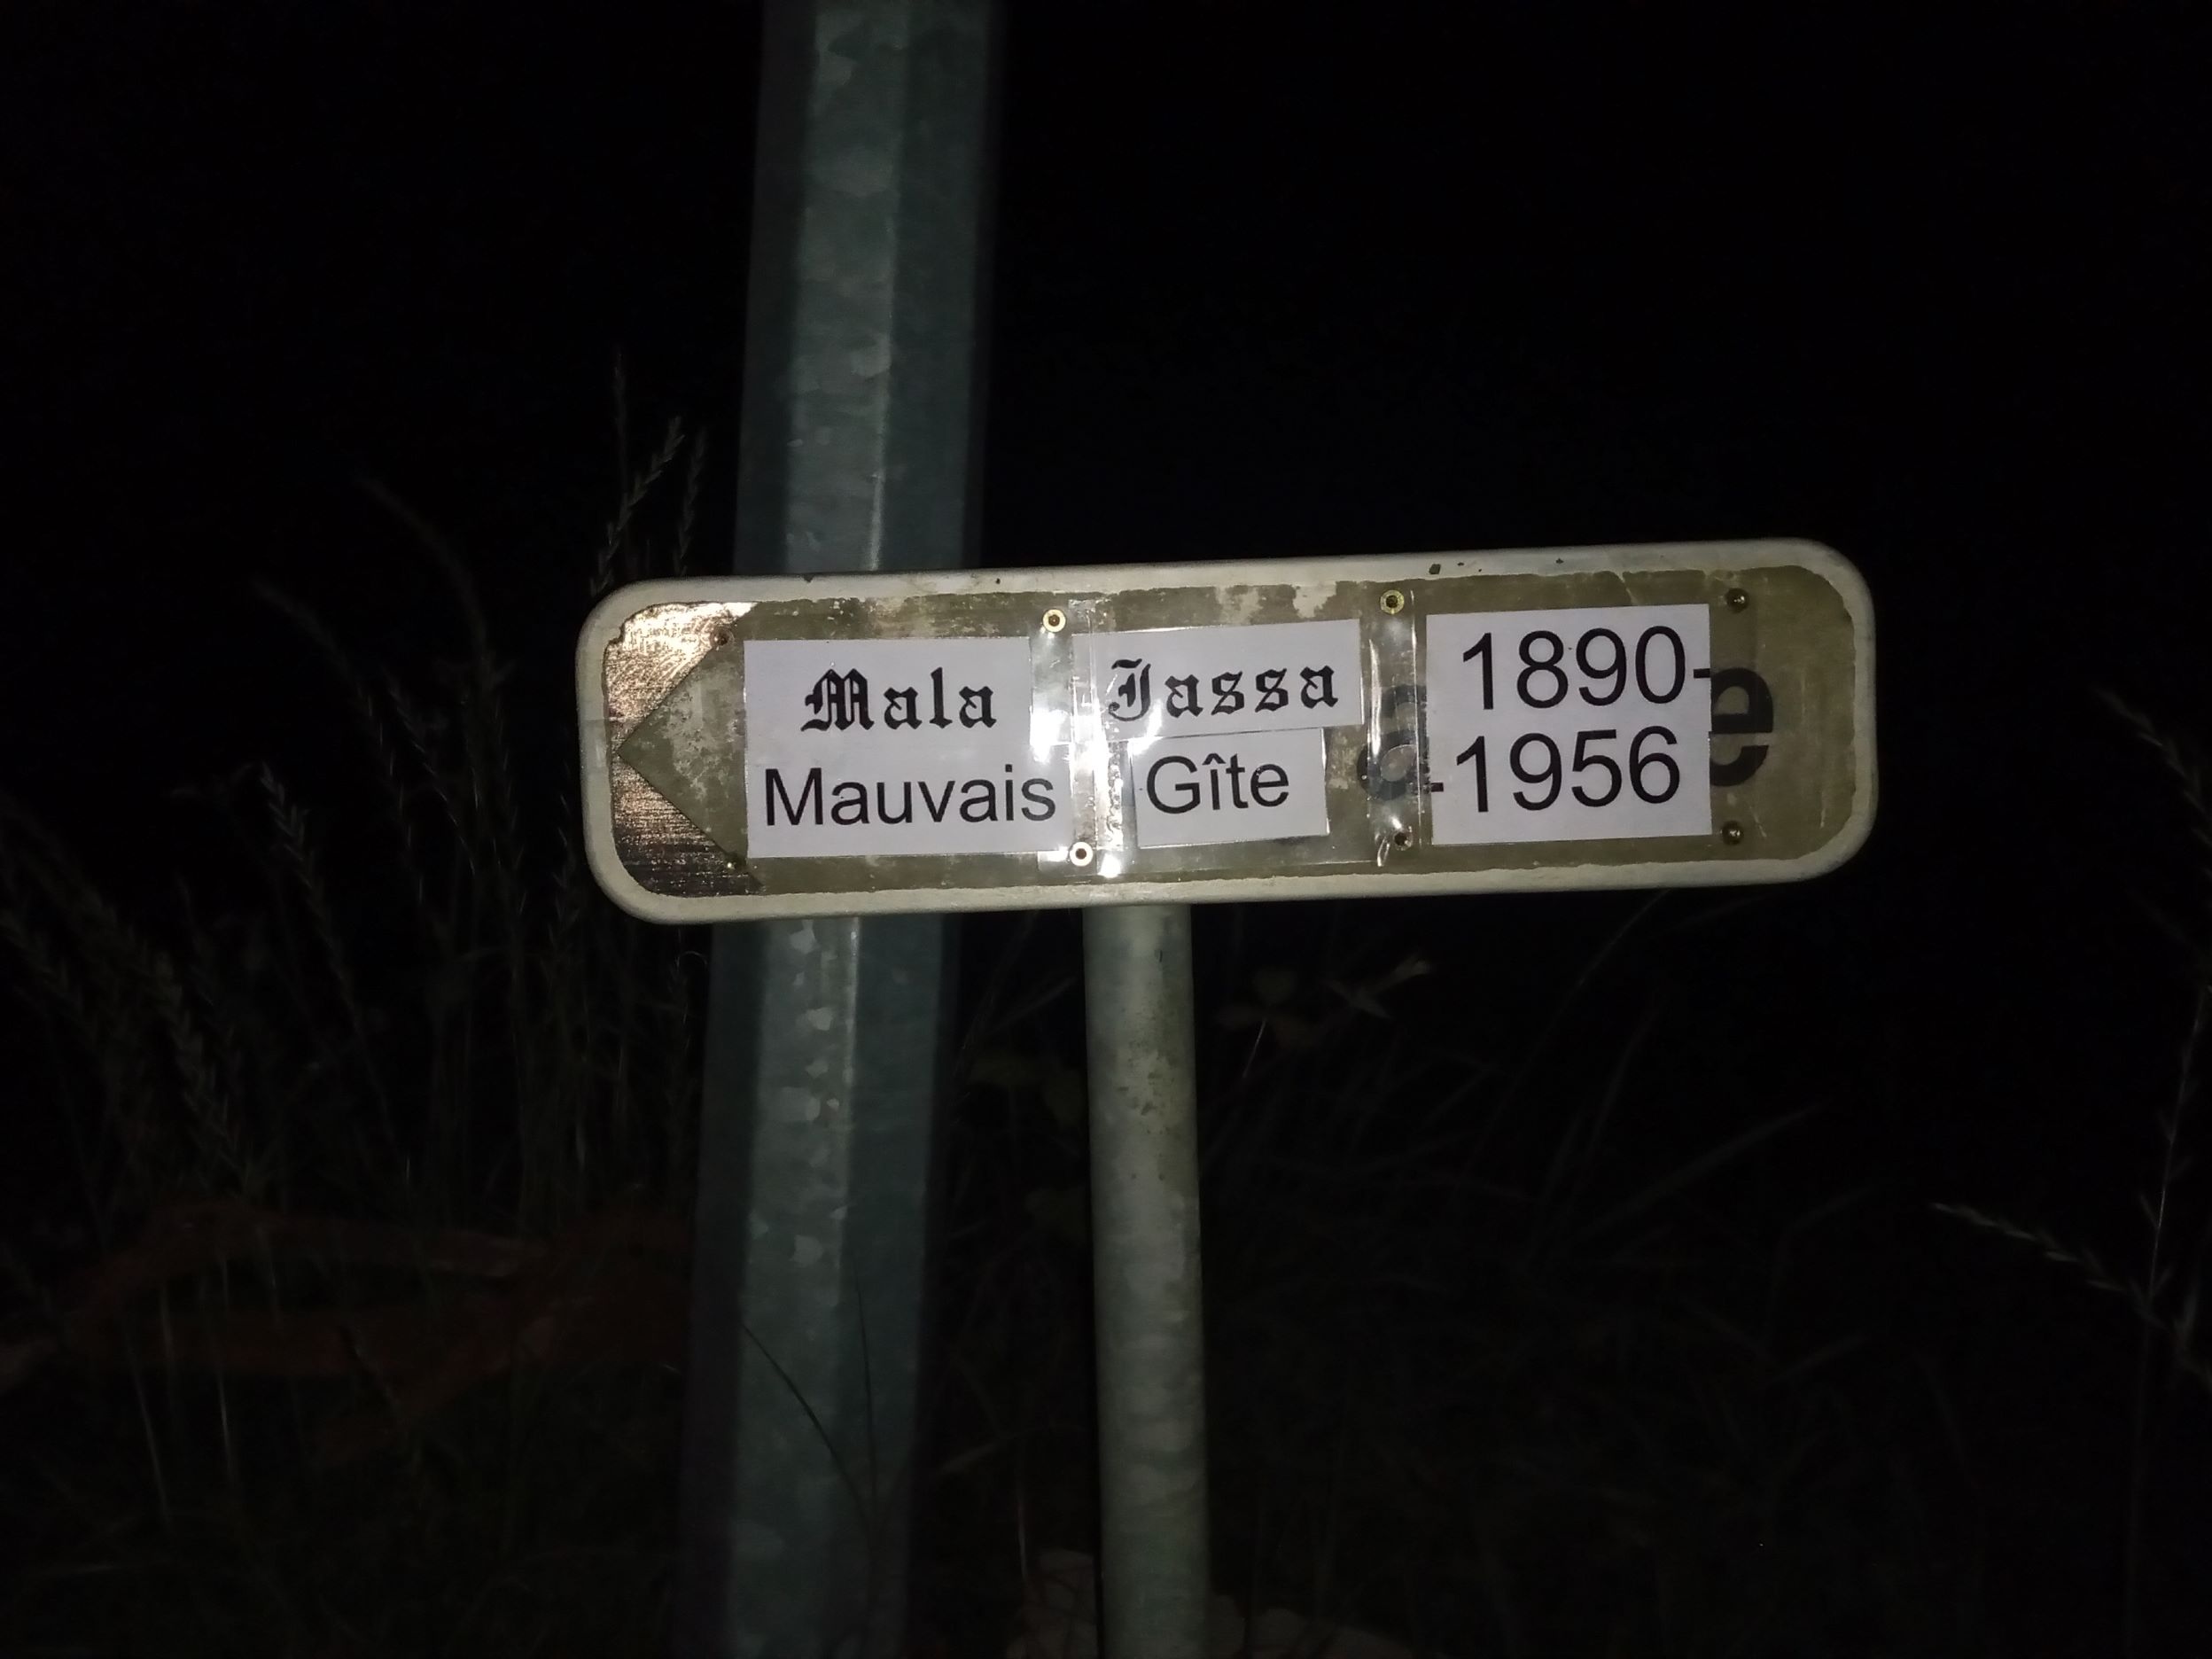 Mala Jassa
Mauvais Gîte
1890-
-1956
a e